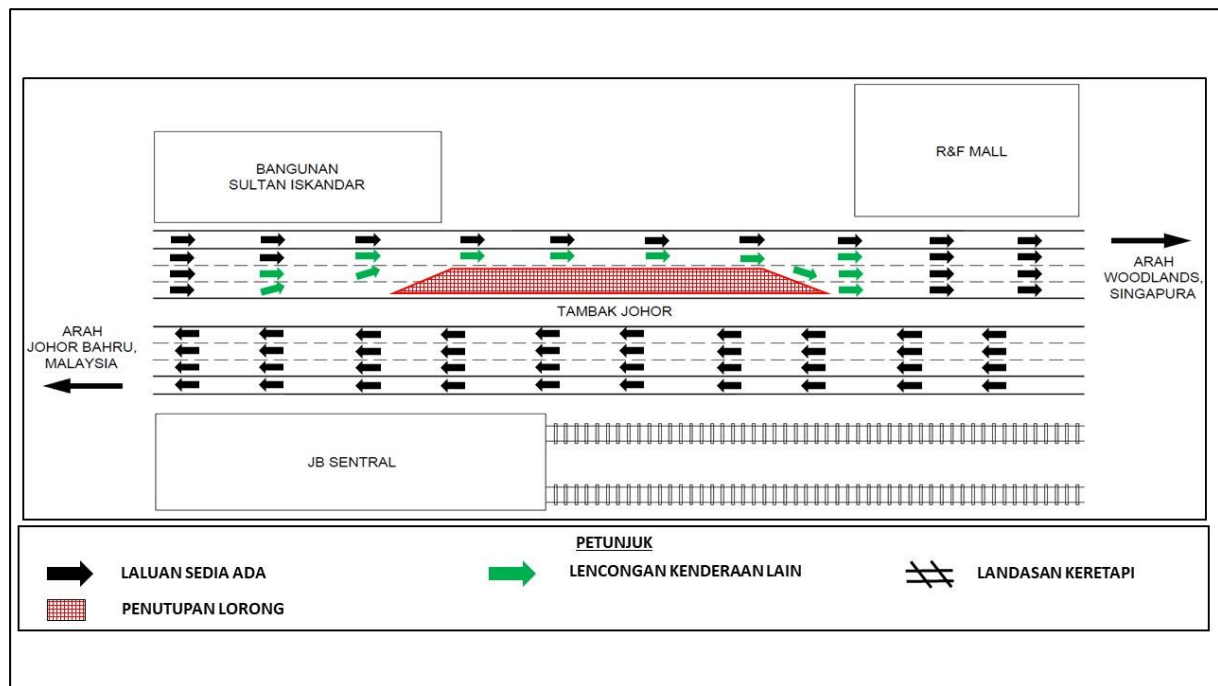 BANGUNAN
SULTAN ISKANDAR
R&F MALL
ARAH
WOODLANDS,
SINGAPURA
TAMBAK JOHOR
ARAH
JOHOR BAHRU,
MALAYSIA
JB SENTRAL
PETUNJUK
LALUAN SEDIA ADA
LENCONGAN KENDERAAN LAIN
LANDASAN KERETAPI
PENUTUPAN LORONG